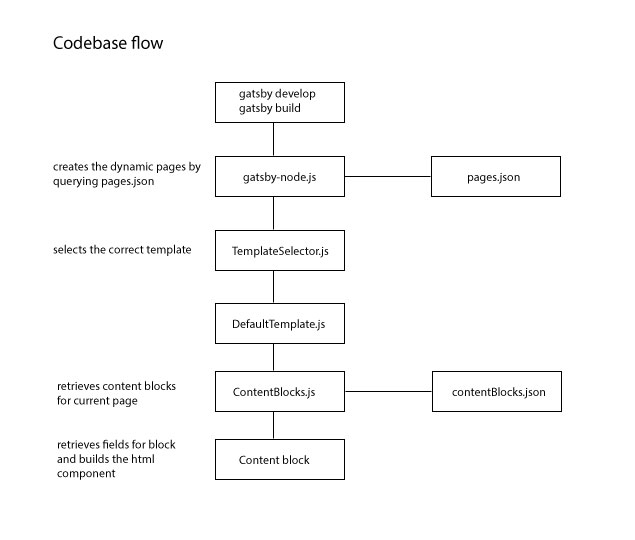 Codebase flow
gatsby develop
gatsby build
creates the dynamic pages by
querying pages.json
gatsby-node.js
pages.json
selects the correct template
TemplateSelector.js
DefaultTemplate.js
retrieves content blocks
for current page
ContentBlocks.js
contentBlocks.json
retrieves fields for block
and builds the html
component
Content block